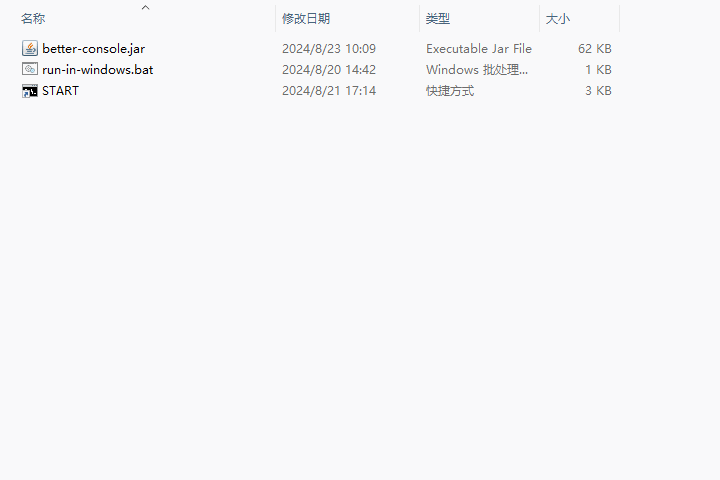 名称 修改日期 类型 大小
better-console.jar 2024/8/23 10:09 Executable Jar File 62 KB
run-in-windows.bat 2024/8/20 14:42 Windows 批处理... 1 KB
START 2024/8/21 17:14 快捷方式 3 KB